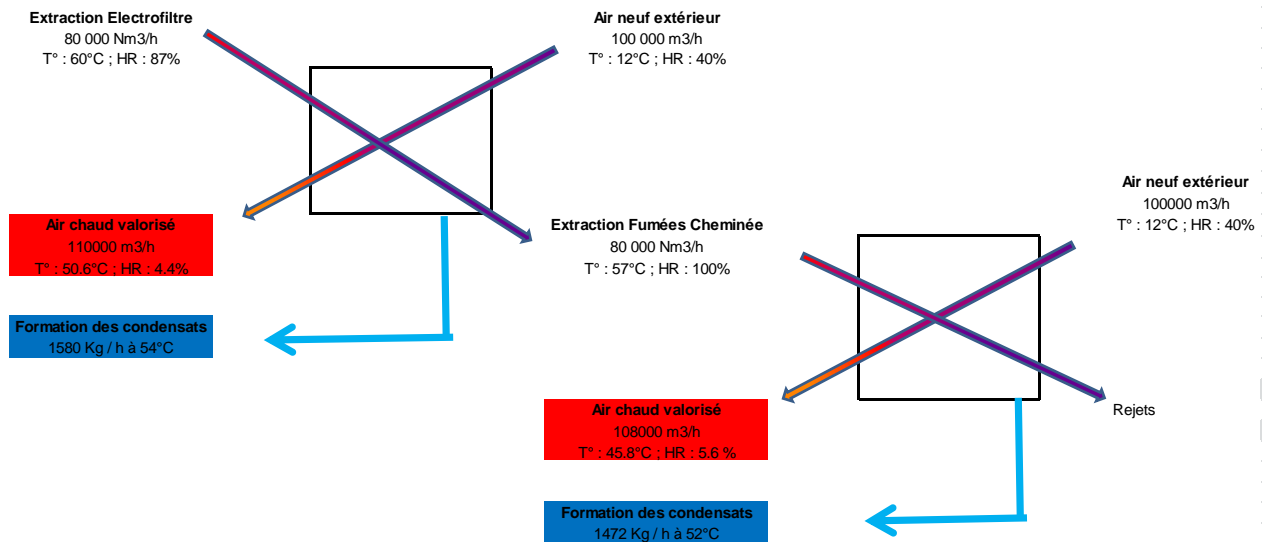 Extraction Electrofiltre
80 000 Nm3/h
T° : 60°C ; HR : 87%
Air neuf extérieur
100 000 m3/h
T° : 12°C ; HR : 40%
Air chaud valorisé
110000 m3/h
T° : 50.6°C ; HR : 4.4%
Formation des condensats
1580 Kg / h à 54°C
Extraction Fumées Cheminée
80 000 Nm3/h
T° : 57°C ; HR : 100%
Air neuf extérieur
100000 m3/h
T° : 12°C ; HR : 40%
Air chaud valorisé
108000 m3/h
T° : 45.8°C ; HR : 5.6 %
Rejets
Formation des condensats
1472 Kg / h à 52°C